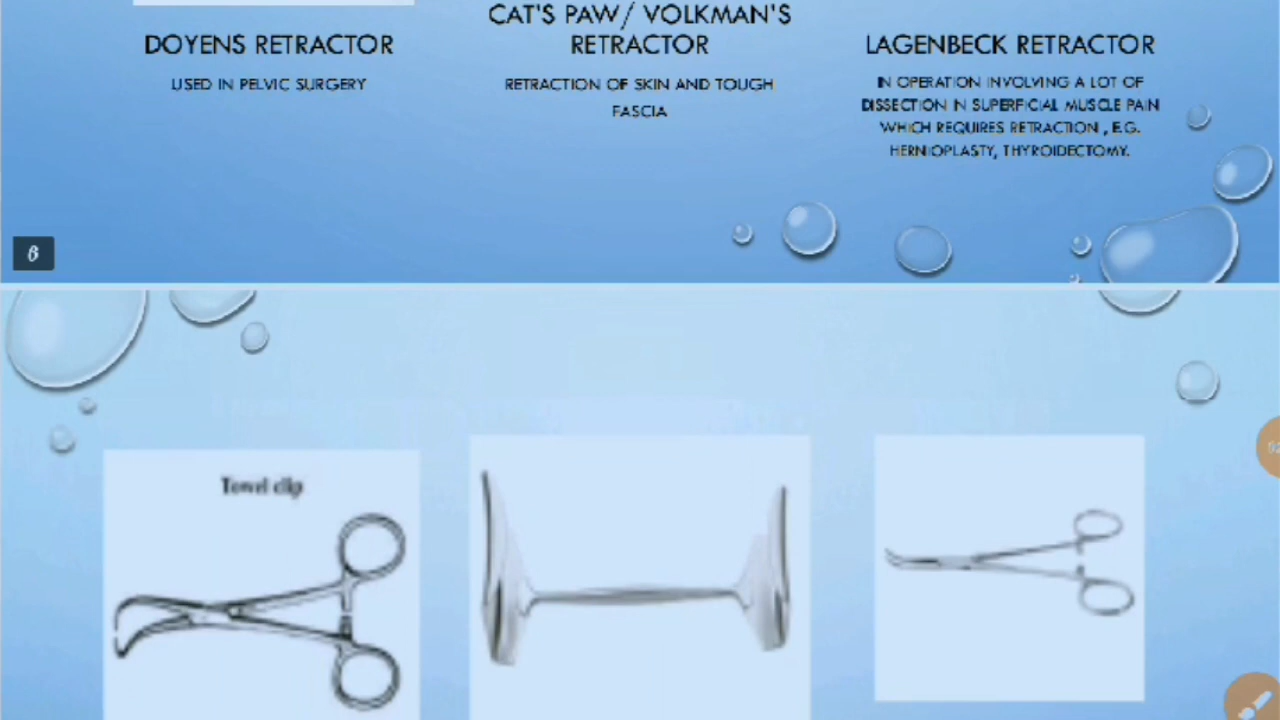 DOYENS RETRACTOR
USED IN PELVIC SURGERY
CAT'S PAW/ VOLKMAN'S
RETRACTOR
RETRACTION OF SKIN AND TOUGH
FASCIA
LAGENBECK RETRACTOR
IN OPERATION INVOLVING A LOT OF
DISSECTION IN SUPERFICIAL MUSCLE PAIN
WHICH REQUIRES RETRACTION , E.G.
HERNIOPLASTY, THYROIDECTOMY.
6
Towel clip